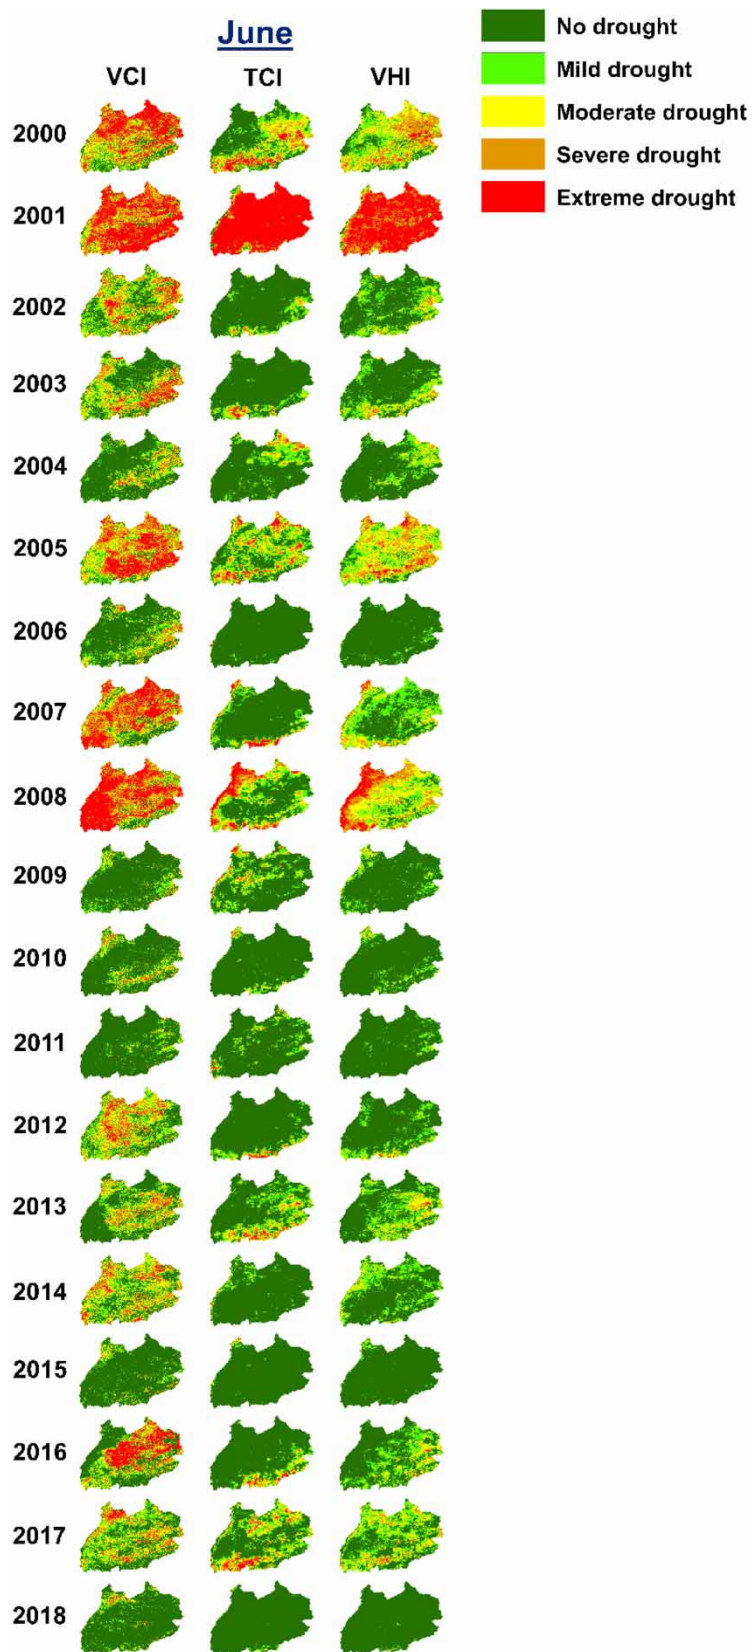 June
VCI TCI VHI
No drought
Mild drought
Moderate drought
Severe drought
Extreme drought
2000
2001
2002
2003
2004
2005
2006
2007
2008
2009
2010
2011
2012
2013
2014
2015
2016
2017
2018